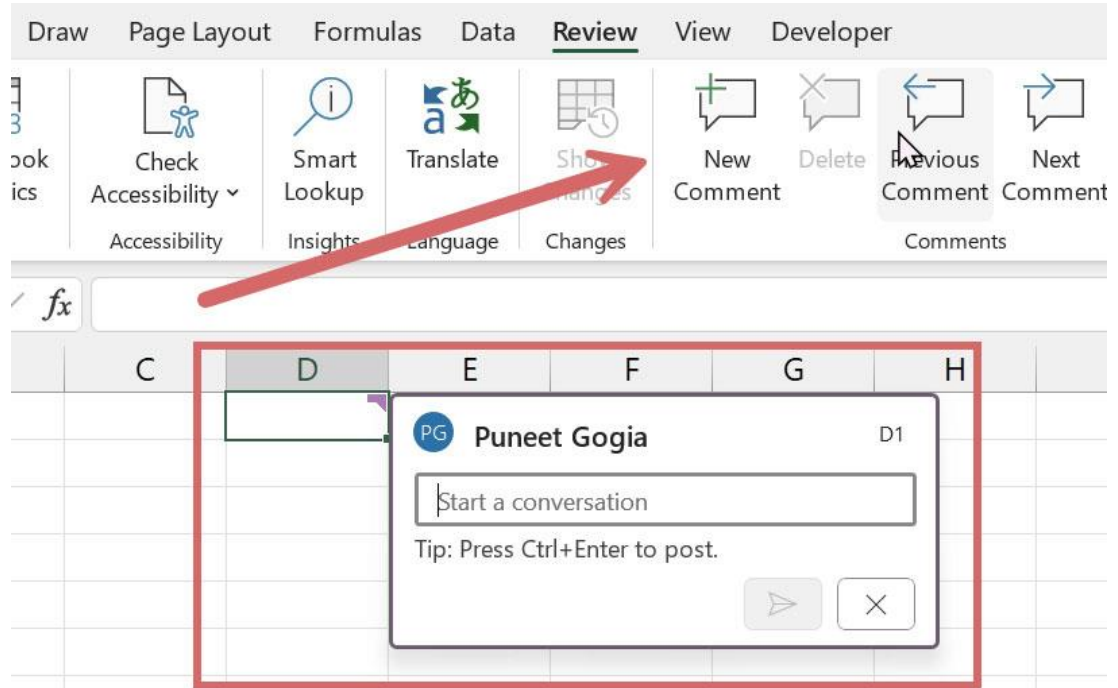 Draw Page Layout Formulas Data Review View Developer
Check Accessibility
Smart Lookup
Translate
New Comment
Delete
Comment
Next Comment
Accessibility Insights Language Changes Comments
fx
C D E F G H
PG Puneet Gogia D1
Start a conversation
Tip: Press Ctrl+Enter to post.